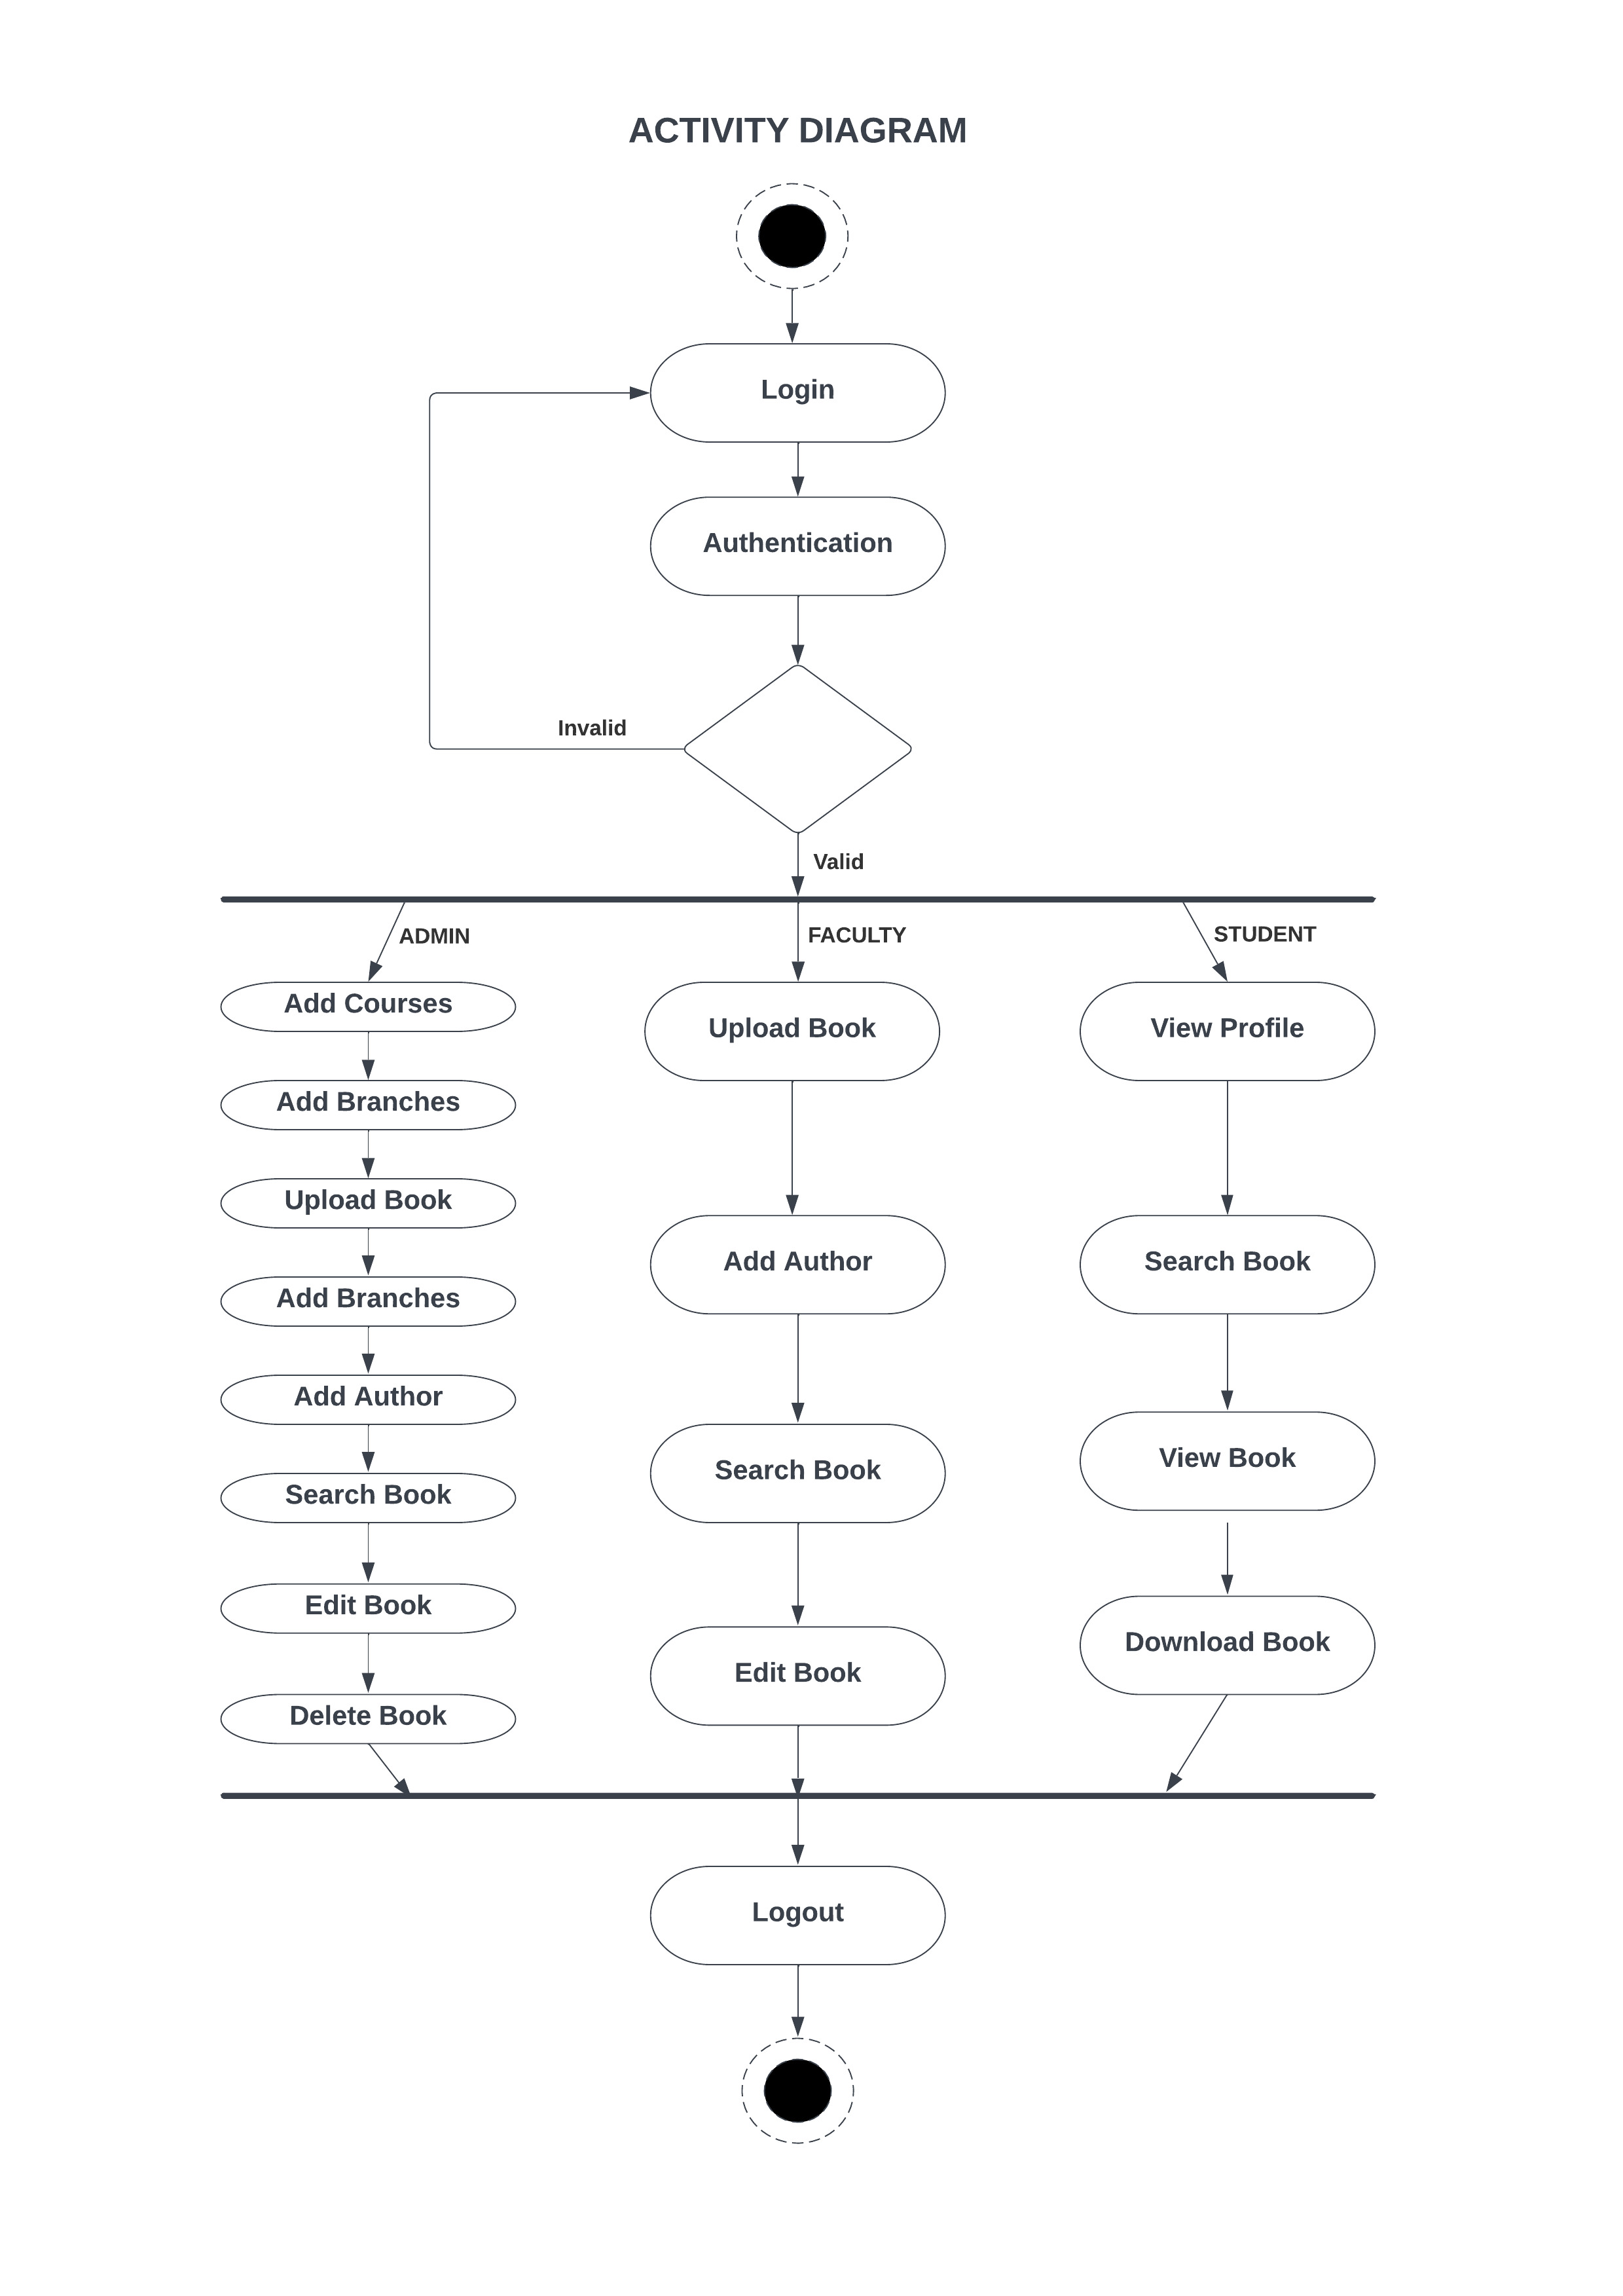 ACTIVITY DIAGRAM
Login
Authentication
Invalid
Valid
ADMIN
FACULTY
STUDENT
Add Courses
Add Branches
Upload Book
Add Branches
Add Author
Search Book
Edit Book
Delete Book
Upload Book
Add Author
Search Book
Edit Book
View Profile
Search Book
View Book
Download Book
Logout